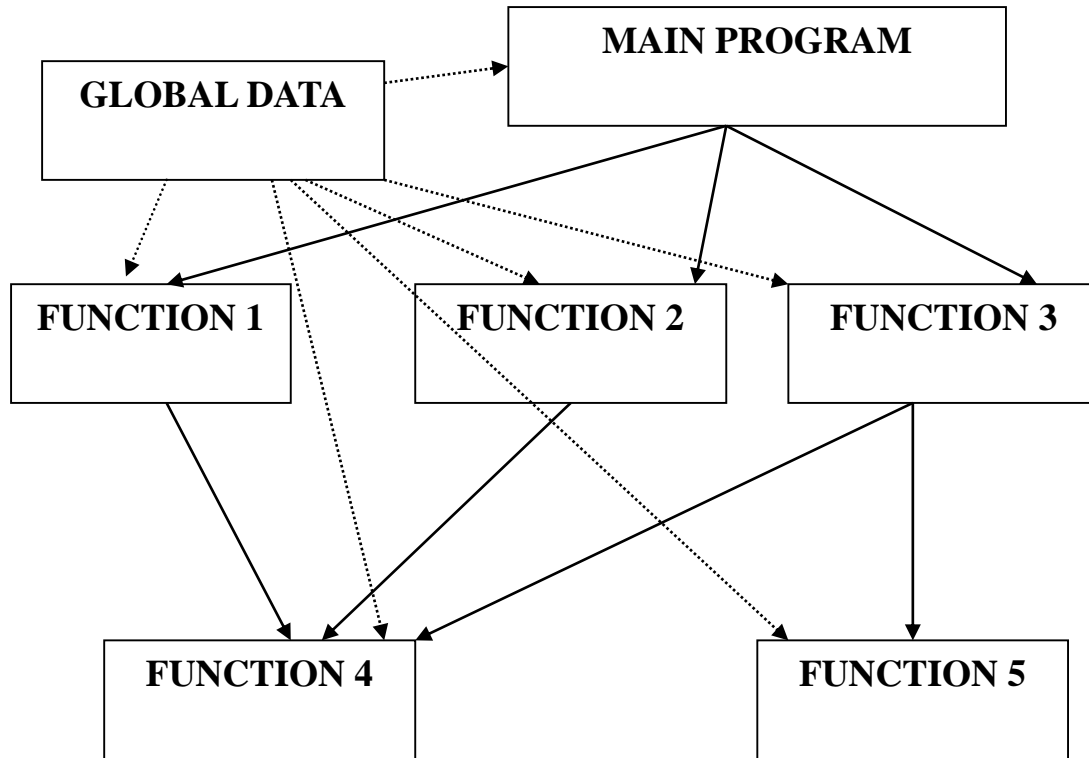 MAIN PROGRAM
GLOBAL DATA
FUNCTION 1
FUNCTION 2
FUNCTION 3
FUNCTION 4
FUNCTION 5